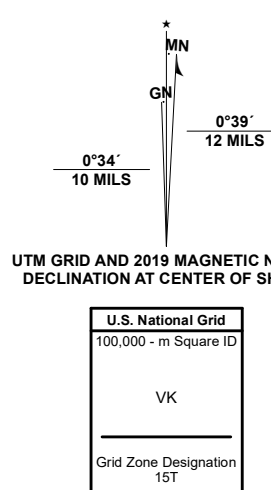 ★
MN
GN
0°39´
12 MILS
0°34´
10 MILS
UTM GRID AND 2019 MAGNETIC N
DECLINATION AT CENTER OF SH
U.S. National Grid
100,000 - m Square ID
VK
Grid Zone Designation
15T